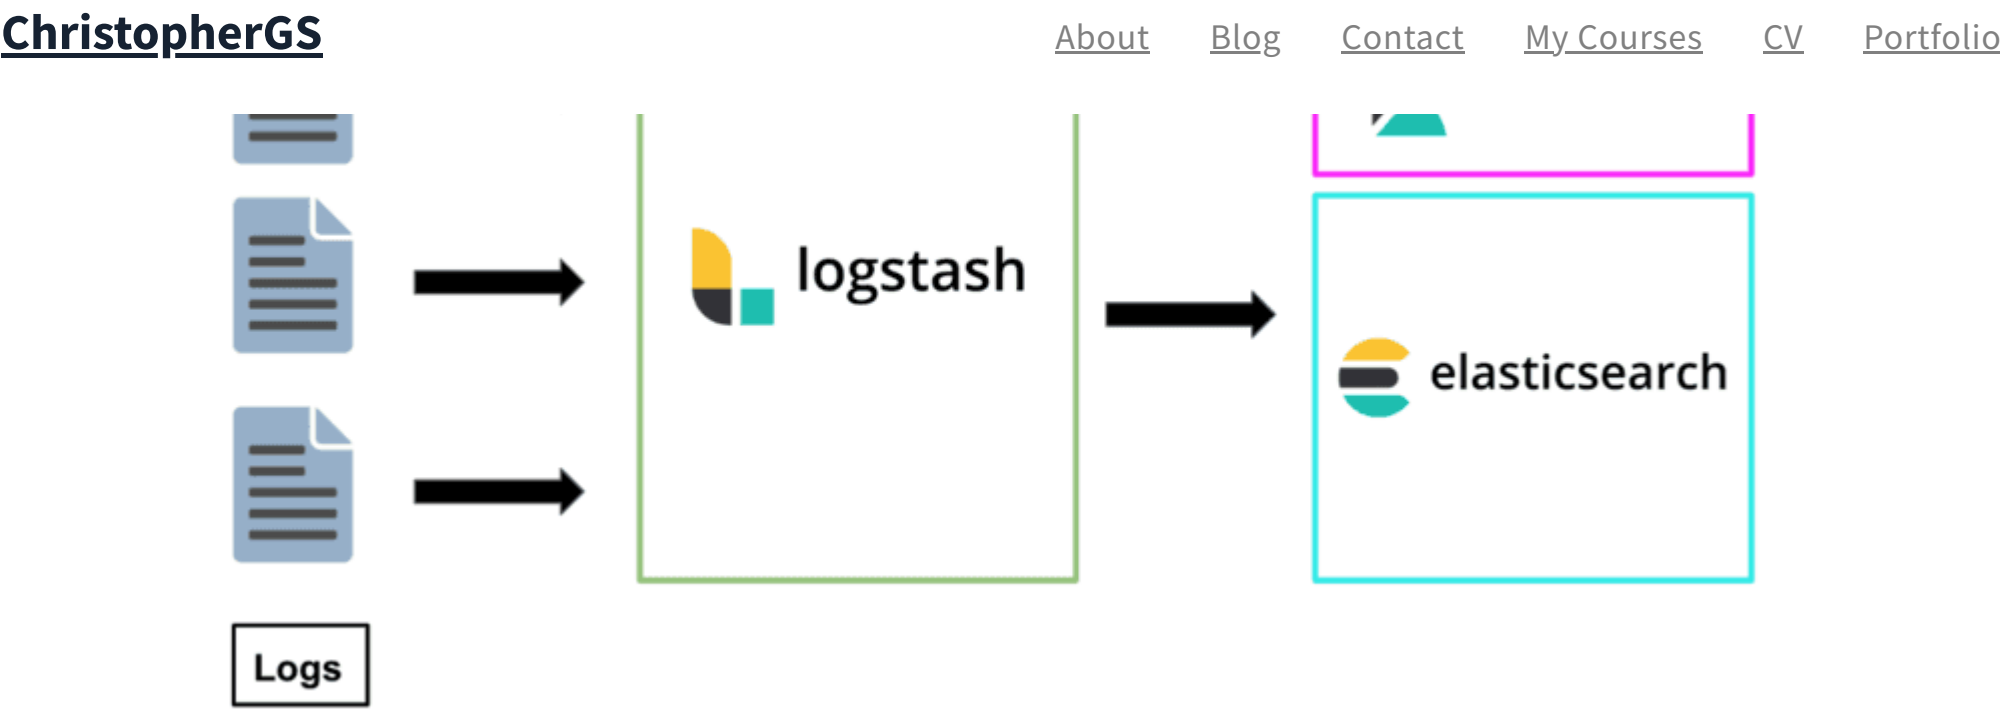 ChristopherGS
About Blog Contact My Courses CV Portfolio
logstash
elasticsearch
Logs